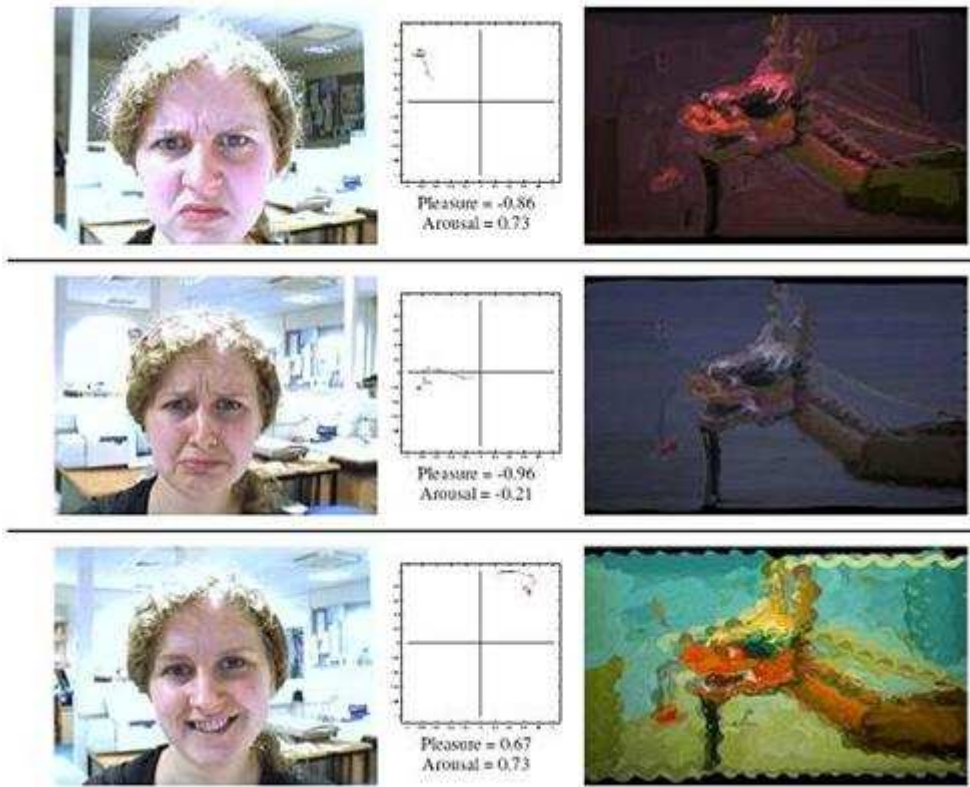 Pleasure = -0.86
Arousal = 0.73
Pleasure = -0.96
Arousal = -0.21
Pleasure = 0.67
Arousal = 0.73